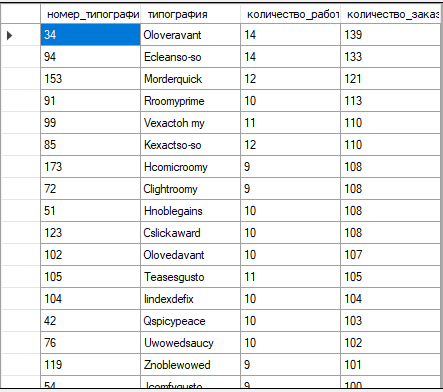 номер_типографи типография количество_работ количество_заказ
34 Oloveravant 14 139
94 Ecleanso-so 14 133
153 Morderquick 12 121
91 Rroomyprime 10 113
99 Vexactoh my 11 110
85 Kexactso-so 12 110
173 Hcomicroomy 9 108
72 Clightroomy 9 108
51 Hnoblegains 10 108
123 Cslickaward 10 108
102 Olovedavant 10 107
105 Teasesgusto 11 105
104 Iindexdefix 10 104
42 Qspicypeace 10 103
76 Uwowedsaucy 10 102
119 Znoblewowed 9 101
54 Jcomfygusto 9 100